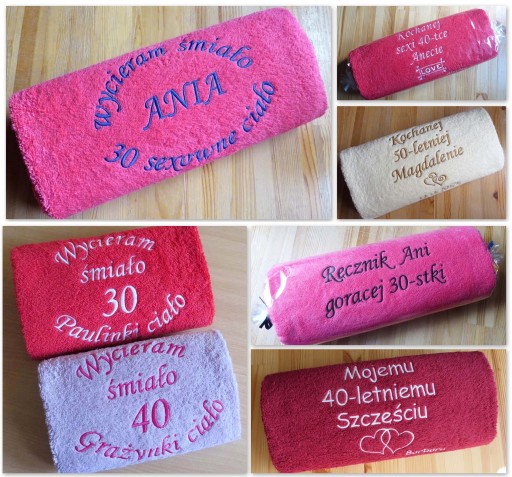 Wycieram śmiało
ANIA
30 sexowne ciało
Kochanej
sexi 40-tce
Anecie
LOVE
Kochanej
50-letniej
Magdalenie
Wycieram
śmiało
30
Paulinki ciało
Wycieram
śmiało
40
Grażynki ciało
Ręcznik Ani
goracej 30-stki
Mojemu
40-letniemu
Szczęściu
Barbara